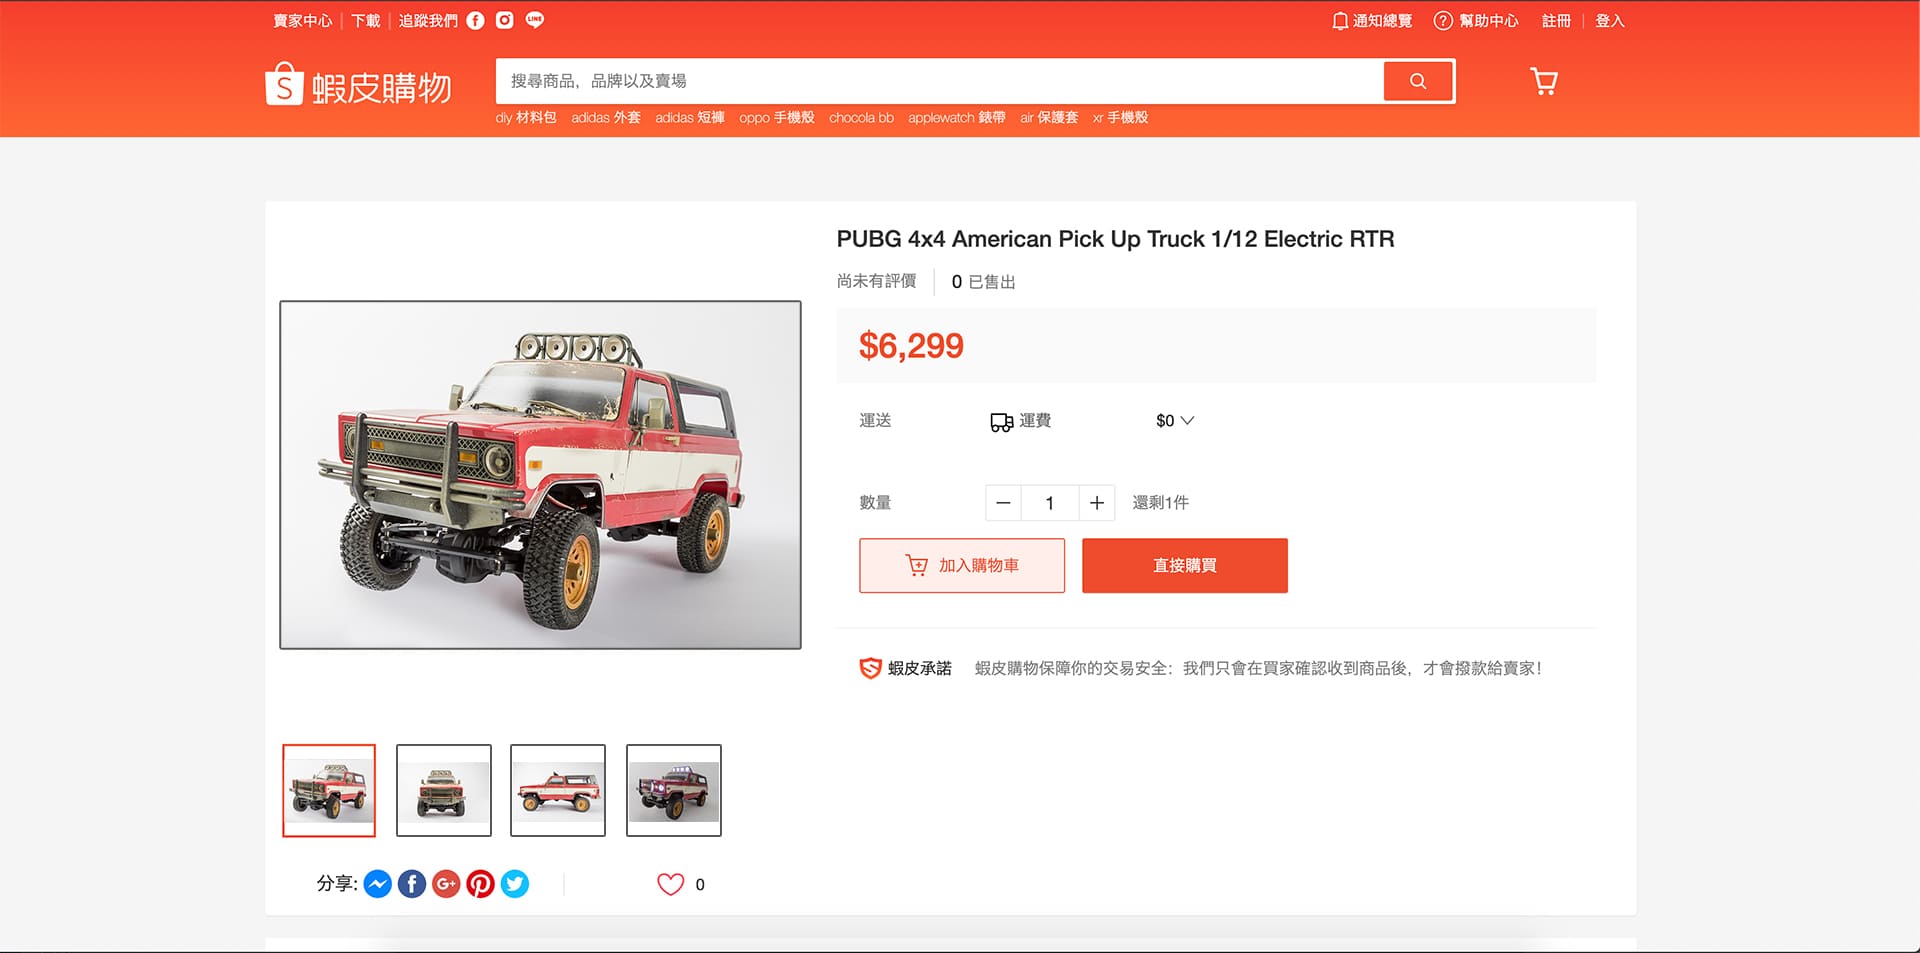 賣家中心 下載 追蹤我們 LINE 通知總覽 ? 幫助中心 註冊 登入
S 蝦皮購物 搜尋商品，品牌以及賣場
diy 材料包 adidas 外套 adidas 短褲 oppo 手機殼 chocola bb applewatch 錶帶 air 保護套 xr 手機殼
PUBG 4x4 American Pick Up Truck 1/12 Electric RTR
尚未有評價 0 已售出
$6,299
運送 運費 $0
數量 1 還剩1件
加入購物車 直接購買
蝦皮承諾 蝦皮購物保障你的交易安全：我們只會在買家確認收到商品後，才會撥款給賣家！
分享: f G+ 0